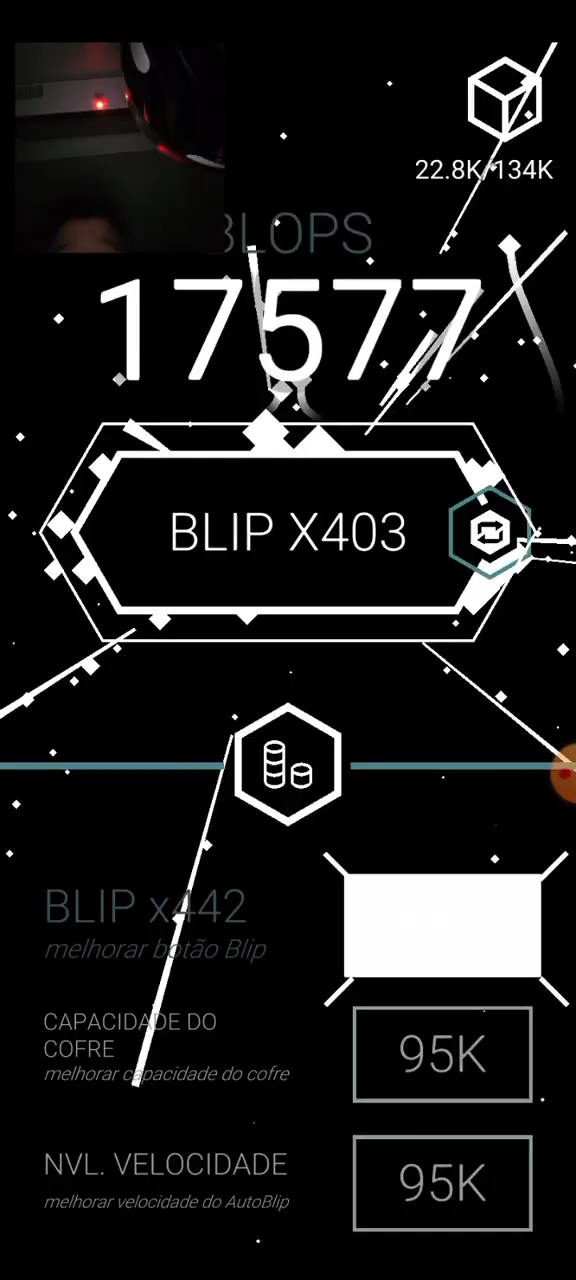 22.8K/134K
BLOPS
17577
BLIP X403
BLIP x442
melhorar botão Blip
CAPACIDADE DO
COFRE
melhorar capacidade do cofre
95K
NVL. VELOCIDADE
melhorar velocidade do AutoBlip
95K